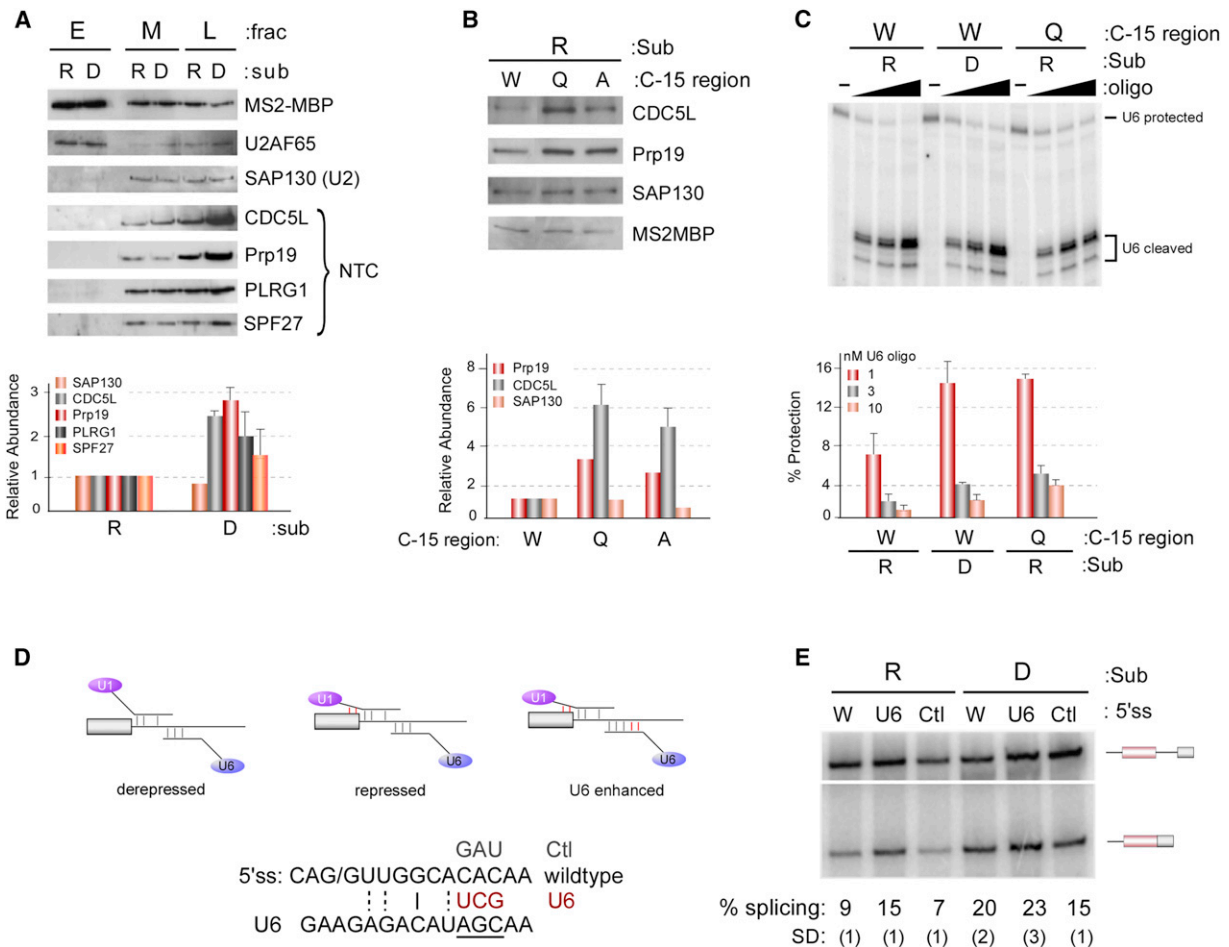 A
E M L :frac
R D R D R D :sub
MS2-MBP
U2AF65
SAP130 (U2)
CDC5L
Prp19
PLRG1
SPF27
NTC
SAP130
CDC5L
Prp19
PLRG1
SPF27
Relative Abundance
3
2
1
0
R D :sub
B
R :Sub
W Q A :C-15 region
CDC5L
Prp19
SAP130
MS2MBP
Prp19
CDC5L
SAP130
Relative Abundance
8
6
4
2
0
C-15 region: W Q A
C
W W Q :C-15 region
R D R :Sub
– – – :oligo
U6 protected
U6 cleaved
nM U6 oligo
1
3
10
% Protection
16
12
8
4
0
W W Q :C-15 region
R D R :Sub
D
U1 U1 U1
U6 U6 U6
derepressed repressed U6 enhanced
GAU Ctl
5'ss: CAG/GUUGGCACACAA wildtype
UCG U6
U6 GAAGAGACAUAGCAA
E
R D :Sub
W U6 Ctl W U6 Ctl : 5'ss
% splicing: 9 15 7 20 23 15
SD: (1) (1) (1) (2) (3) (1)